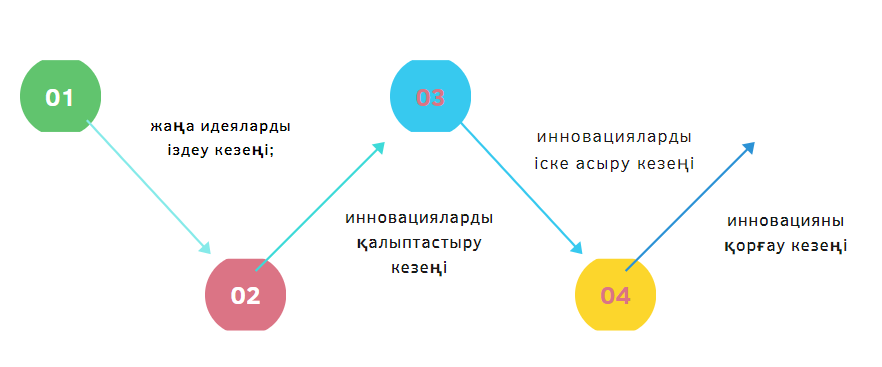 01
жаңа идеяларды
іздеу кезеңі;
02
инновацияларды
қалыптастыру
кезеңі
03
инновацияларды
іске асыру кезеңі
04
инновацияны
қорғау кезеңі